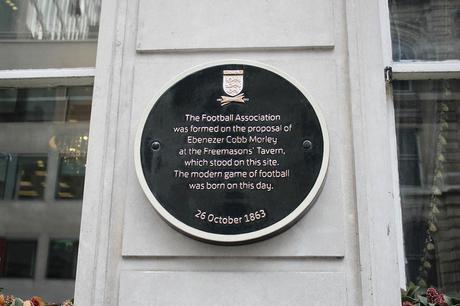 The Football Association
was formed on the proposal of
Ebenezer Cobb Morley
at the Freemasons' Tavern,
which stood on this site.
The modern game of football
was born on this day.
26 October 1863